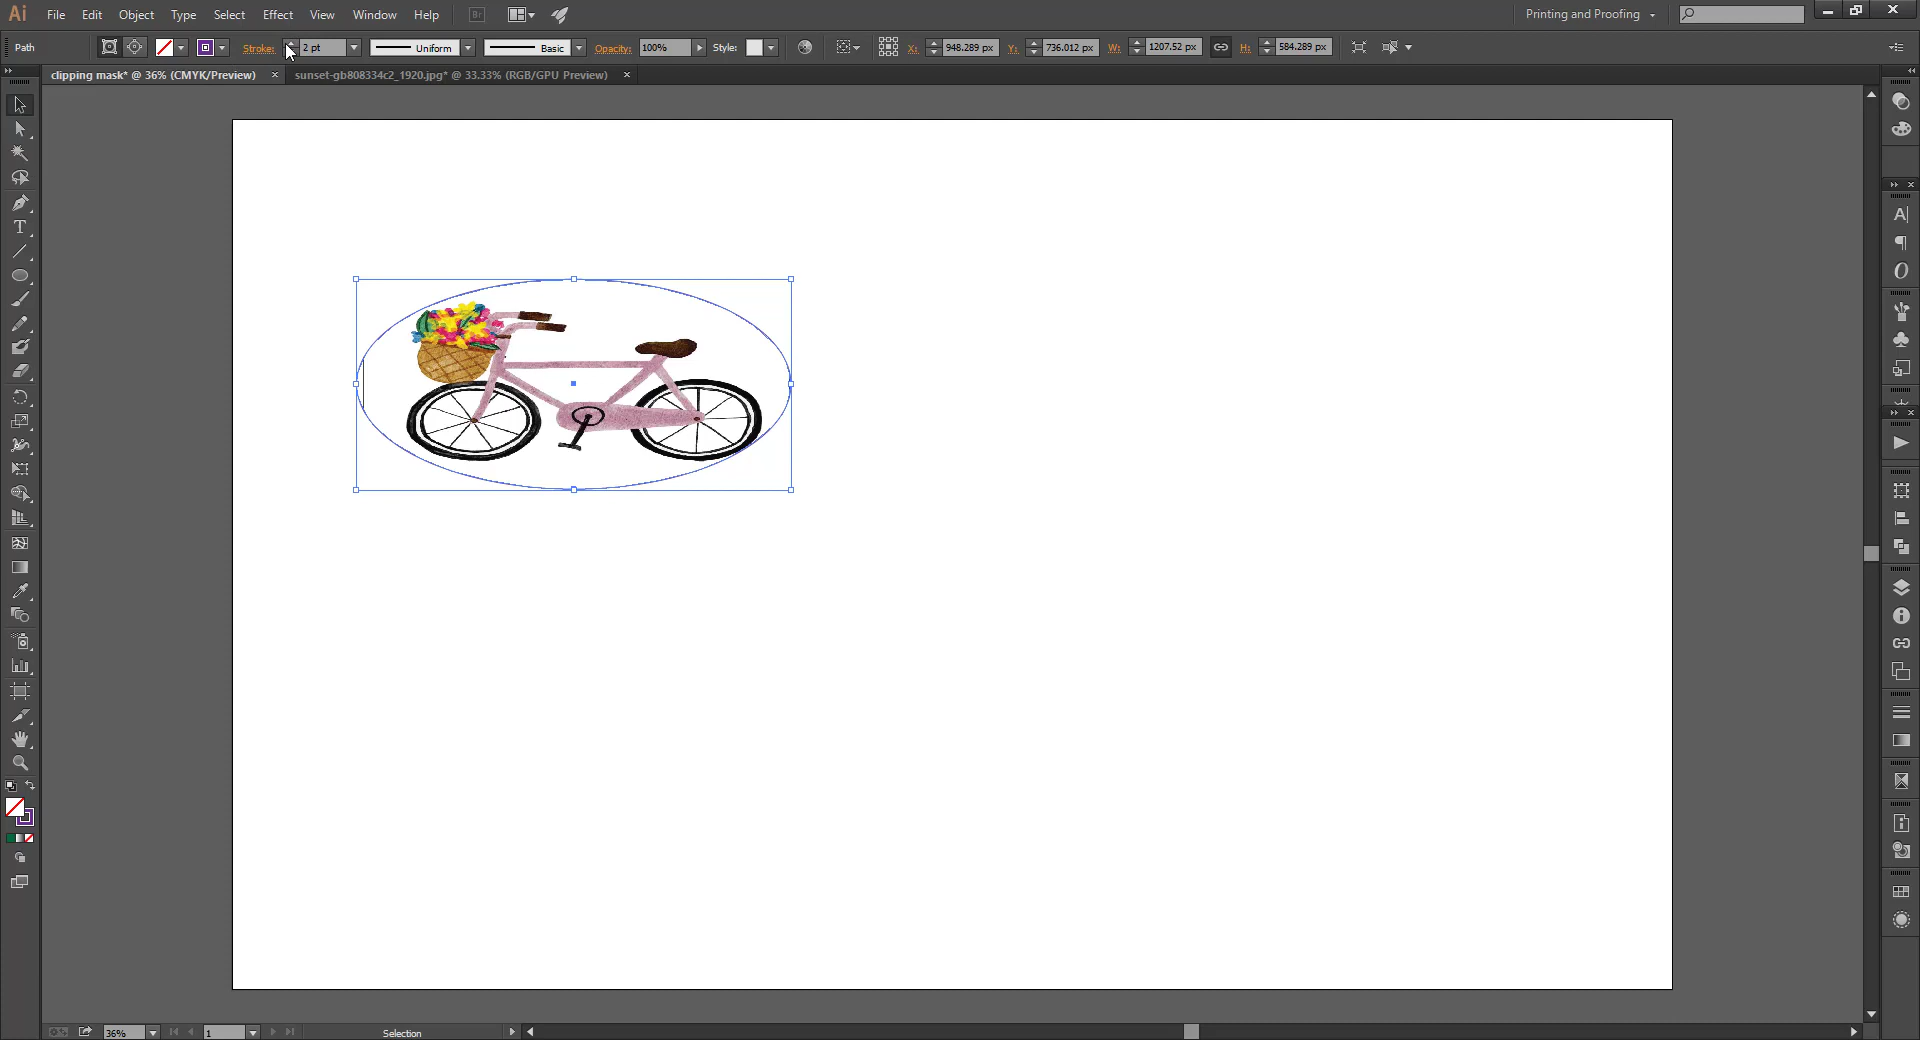 Ai File Edit Object Type Select Effect View Window Help Br Printing and Proofing
Path Stroke: 2 pt Uniform Basic Opacity: 100% Style: X: 948.289 px Y: 736.012 px W: 1207.52 px H: 584.289 px
clipping mask* @ 36% (CMYK/Preview) × sunset-gb808334c2_1920.jpg* @ 33.33% (RGB/GPU Preview) ×
36% 1 Selection